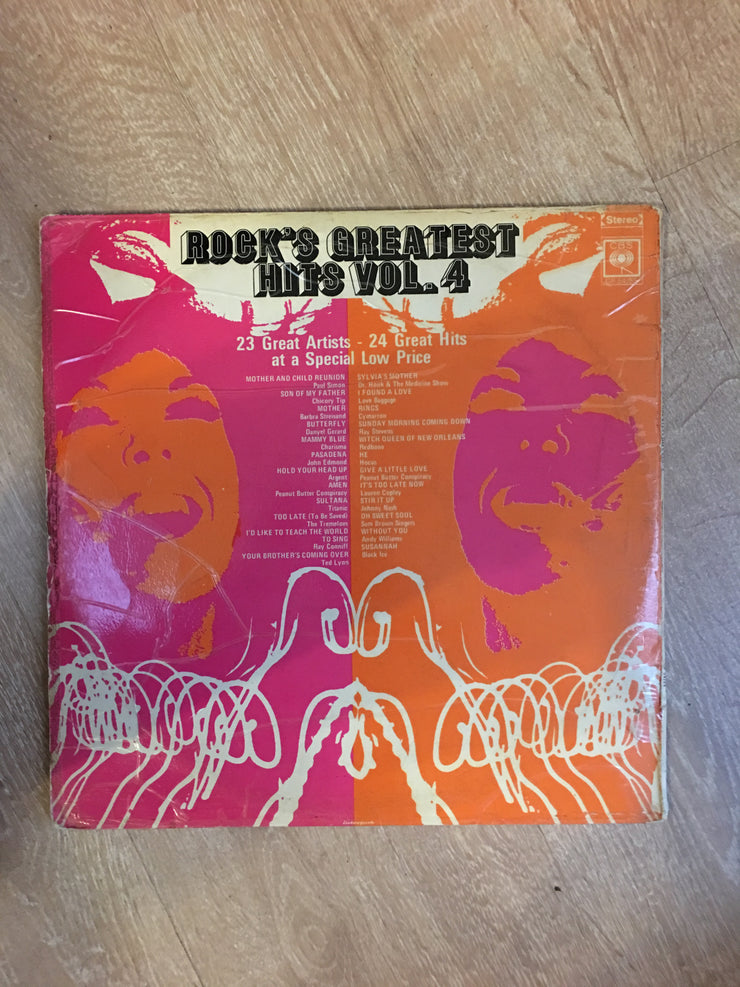 Stereo
CBS
ROCK'S GREATEST
HITS VOL. 4
23 Great Artists - 24 Great Hits
at a Special Low Price
MOTHER AND CHILD REUNION
Paul Simon
SON OF MY FATHER
Chicory Tip
MOTHER
Barbra Streisand
BUTTERFLY
Danyel Gerard
MAMMY BLUE
Charisma
PASADENA
John Edmond
HOLD YOUR HEAD UP
Argent
AMEN
Peanut Butter Conspiracy
SULTANA
Titanic
TOO LATE (To Be Saved)
The Tremeloes
I'D LIKE TO TEACH THE WORLD
TO SING
Ray Conniff
YOUR BROTHER'S COMING OVER
Ted Lyon
SYLVIA'S MOTHER
Dr. Hook & The Medicine Show
I FOUND A LOVE
Love Baggage
RINGS
Cymarron
SUNDAY MORNING COMING DOWN
Ray Stevens
WITCH QUEEN OF NEW ORLEANS
Redbone
HE
Hocus
GIVE A LITTLE LOVE
Peanut Butter Conspiracy
IT'S TOO LATE NOW
Lauren Copley
STIR IT UP
Johnny Nash
OH SWEET SOUL
Sam Brown Singers
WITHOUT YOU
Andy Williams
SUSANNAH
Black Ice